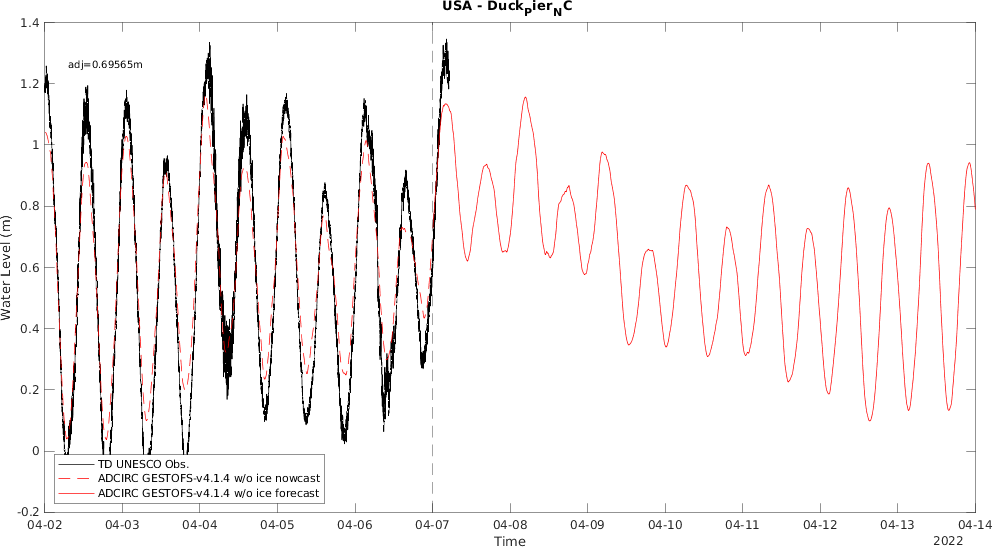 USA - Duck_pier_NC
adj=0.69565m
Water Level (m)
1.4
1.2
1
0.8
0.6
0.4
0.2
0
-0.2
TD UNESCO Obs.
ADCIRC GESTOFS-v4.1.4 w/o ice nowcast
ADCIRC GESTOFS-v4.1.4 w/o ice forecast
04-02 04-03 04-04 04-05 04-06 04-07 04-08 04-09 04-10 04-11 04-12 04-13 04-14
Time
2022